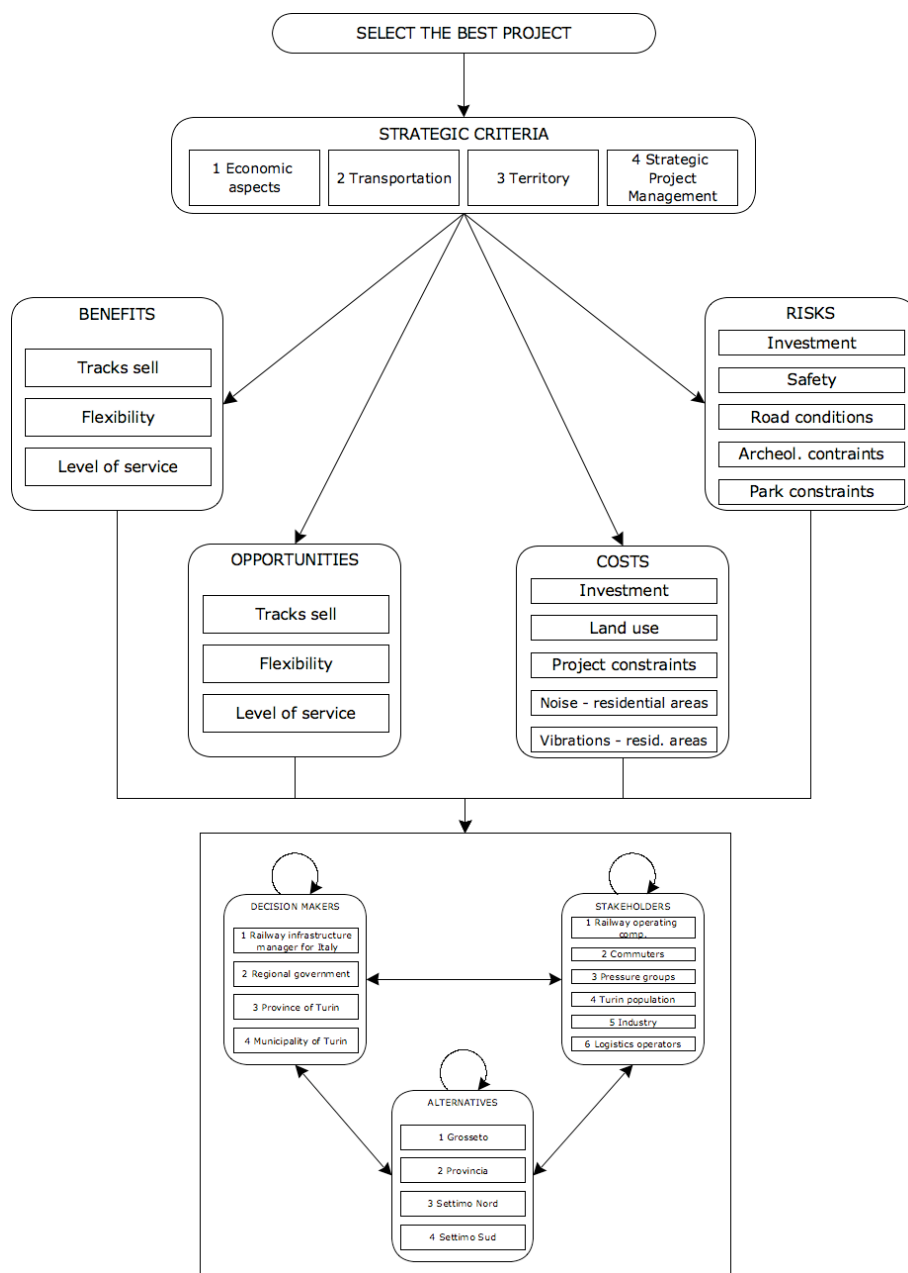 SELECT THE BEST PROJECT
STRATEGIC CRITERIA
1 Economic
aspects
2 Transportation
3 Territory
4 Strategic
Project
Management
BENEFITS
Tracks sell
Flexibility
Level of service
RISKS
Investment
Safety
Road conditions
Archeol. contraints
Park constraints
OPPORTUNITIES
Tracks sell
Flexibility
Level of service
COSTS
Investment
Land use
Project constraints
Noise - residential areas
Vibrations - resid. areas
DECISION MAKERS
1 Railway infrastructure
manager for Italy
2 Regional government
3 Province of Turin
4 Municipality of Turin
STAKEHOLDERS
1 Railway operating
comp.
2 Commuters
3 Pressure groups
4 Turin population
5 Industry
6 Logistics operators
ALTERNATIVES
1 Grosseto
2 Provincia
3 Settimo Nord
4 Settimo Sud